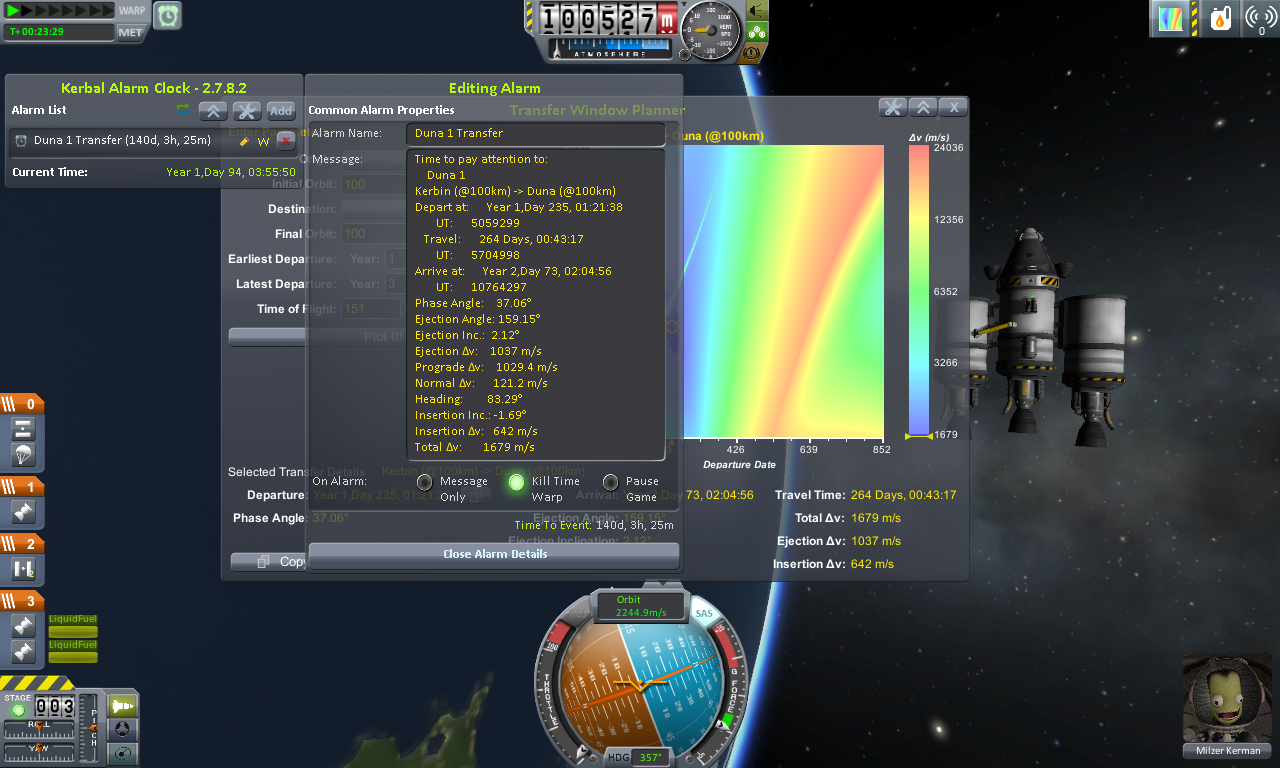 WARP
T+00:23:29
MET
100527m
ATMOSPHERE
VERT
SPD
0
Kerbal Alarm Clock - 2.7.8.2
Alarm List
Add
Duna 1 Transfer (140d, 3h, 25m)
W
Current Time:
Year 1,Day 94, 03:55:50
Editing Alarm
Common Alarm Properties
Alarm Name:
Duna 1 Transfer
Message:
Time to pay attention to:
Duna 1
Kerbin (@100km) -> Duna (@100km)
Depart at: Year 1,Day 235, 01:21:38
UT: 5059299
Travel: 264 Days, 00:43:17
UT: 5704998
Arrive at: Year 2,Day 73, 02:04:56
UT: 10764297
Phase Angle: 37.06°
Ejection Angle: 159.15°
Ejection Inc.: 2.12°
Ejection Δv: 1037 m/s
Prograde Δv: 1029.4 m/s
Normal Δv: 121.2 m/s
Heading: 83.29°
Insertion Inc.: -1.69°
Insertion Δv: 642 m/s
Total Δv: 1679 m/s
On Alarm:
Message Only
Kill Time Warp
Pause Game
Time To Event: 140d, 3h, 25m
Close Alarm Details
Transfer Window Planner
X
Duna (@100km)
Initial Orbit: 100
Destination:
Final Orbit: 100
Earliest Departure: Year: 1
Latest Departure: Year: 3
Time of Flight: 151
Plot It!
Δv (m/s)
24036
12356
6352
3266
1679
426
639
852
Departure Date
Selected Transfer Details
Kerbin (@100km) -> Duna (@100km)
Departure: Year 1,Day 235, 01:21
Arrival:
Day 73, 02:04:56
Travel Time: 264 Days, 00:43:17
Phase Angle: 37.06°
Ejection Angle: 159.15°
Total Δv: 1679 m/s
Ejection Inclination: 2.12°
Ejection Δv: 1037 m/s
Insertion Δv: 642 m/s
Copy
0
1
2
3
LiquidFuel
LiquidFuel
STAGE
003
ROLL
YAW
PITCH
Orbit
2244.9m/s
SAS
THROTTLE
G FORCE
HDG
357°
Milzer Kerman